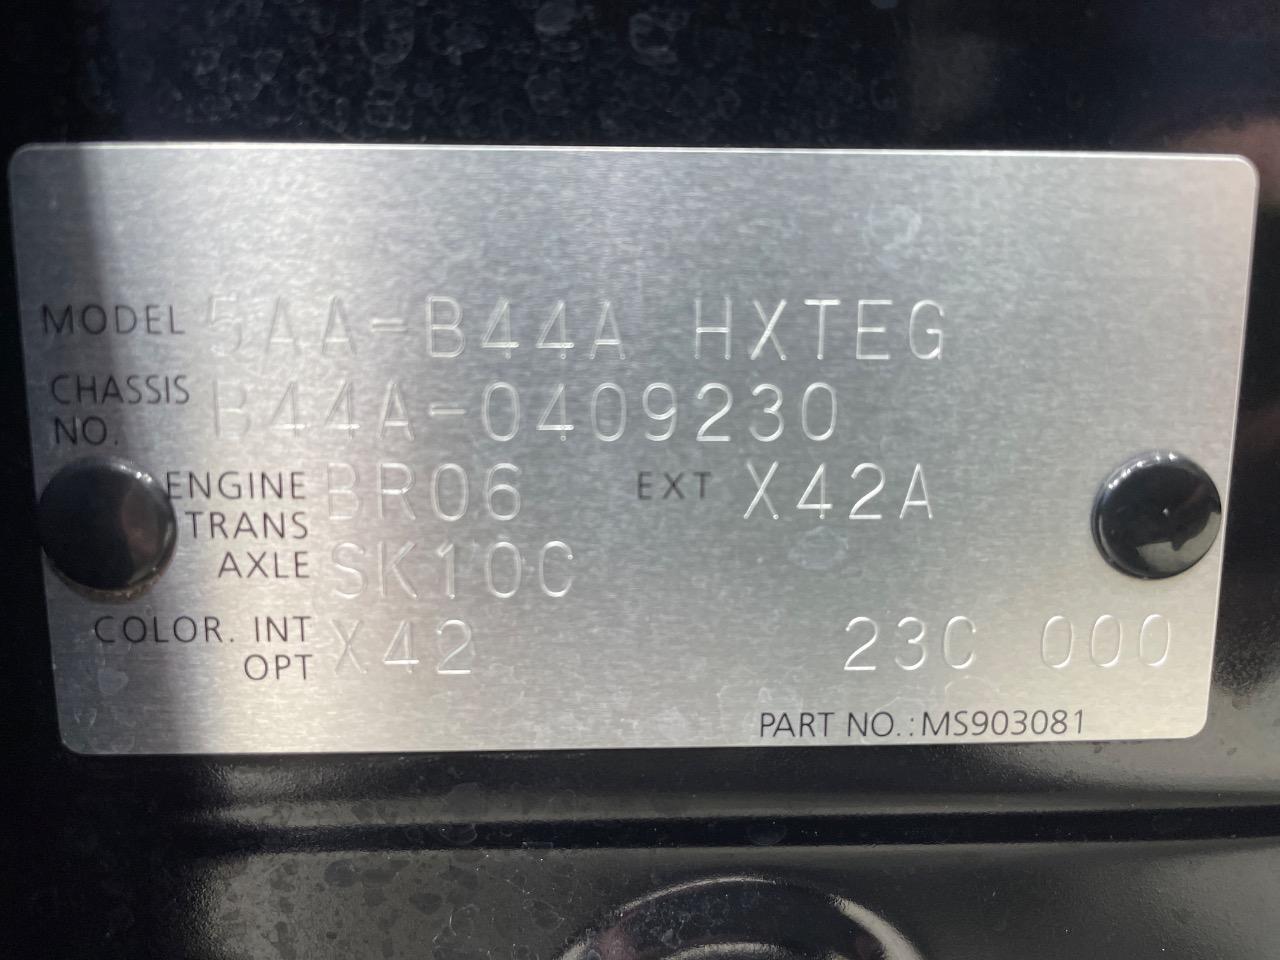 MODEL 5AA-B44A HXTEG
CHASSIS NO. B44A-0409230
ENGINE BR06 EXT X42A
TRANS AXLE SK10C
COLOR. INT X42 23C 000
OPT
PART NO.: MS903081